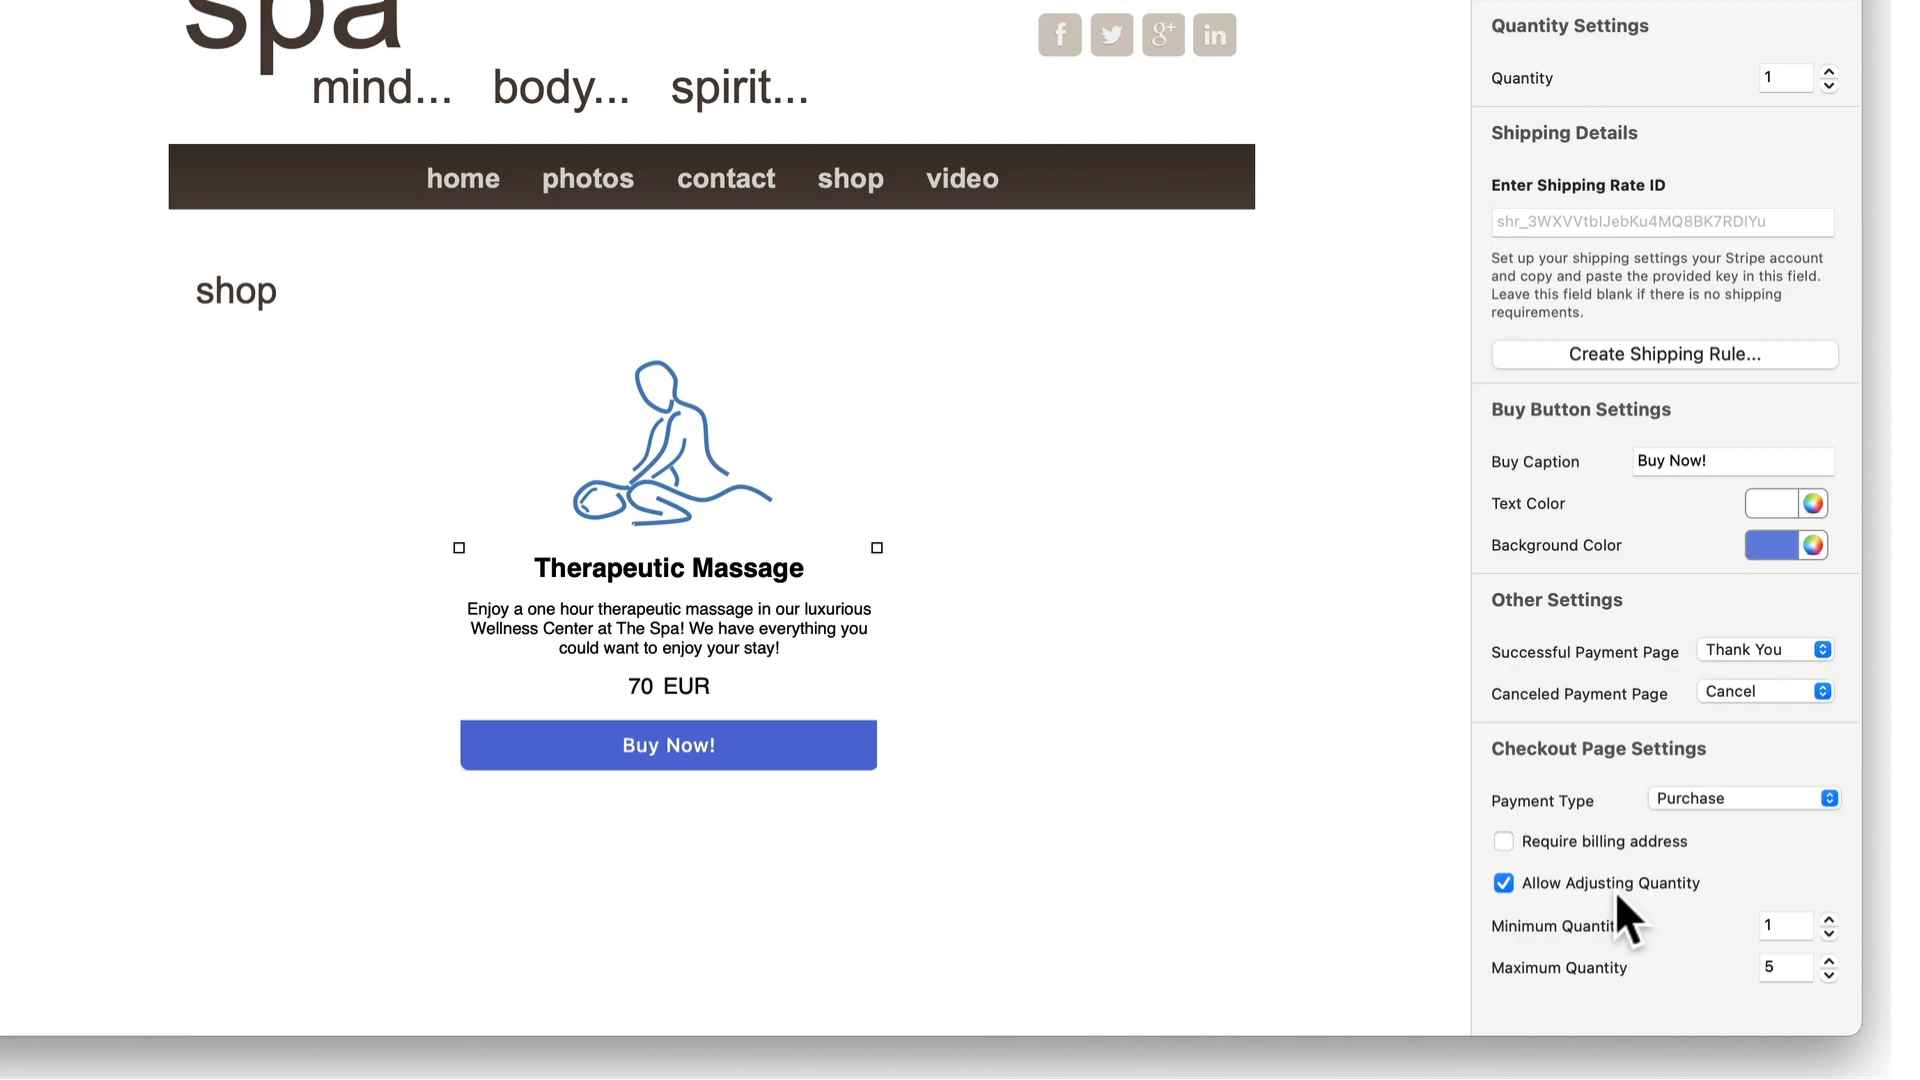 spa
mind... body... spirit...
f g+ in
home photos contact shop video
shop
Therapeutic Massage
Enjoy a one hour therapeutic massage in our luxurious
Wellness Center at The Spa! We have everything you
could want to enjoy your stay!
70 EUR
Buy Now!
Quantity Settings
Quantity 1
Shipping Details
Enter Shipping Rate ID
shr_3WXVVtbIJebKu4MQ8BK7RDIYu
Set up your shipping settings your Stripe account
and copy and paste the provided key in this field.
Leave this field blank if there is no shipping
requirements.
Create Shipping Rule...
Buy Button Settings
Buy Caption Buy Now!
Text Color
Background Color
Other Settings
Successful Payment Page Thank You
Canceled Payment Page Cancel
Checkout Page Settings
Payment Type Purchase
Require billing address
Allow Adjusting Quantity
Minimum 1
Maximum Quantity 5